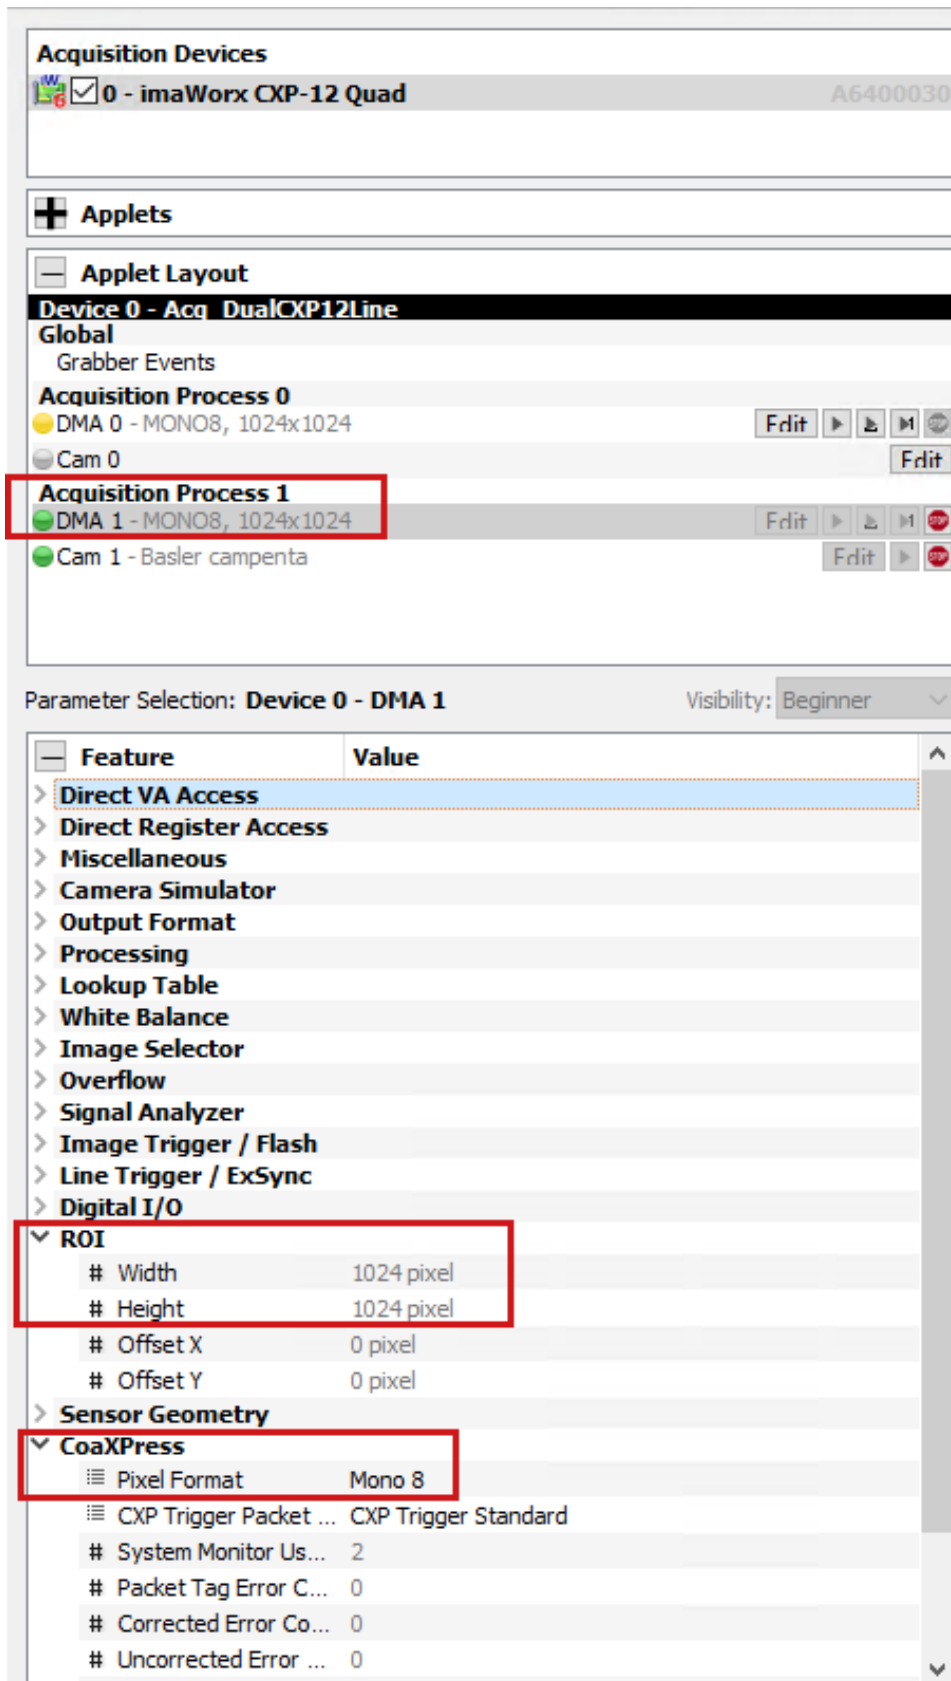 Acquisition Devices
0 - imaWorx CXP-12 Quad A6400030
Applets
Applet Layout
Device 0 - Acq_DualCXP12Line
Global
Grabber Events
Acquisition Process 0
DMA 0 - MONO8, 1024x1024 Edit
Cam 0 Edit
Acquisition Process 1
DMA 1 - MONO8, 1024x1024 Edit STOP
Cam 1 - Basler campenta Edit STOP
Parameter Selection: Device 0 - DMA 1 Visibility: Beginner
Feature Value
Direct VA Access
Direct Register Access
Miscellaneous
Camera Simulator
Output Format
Processing
Lookup Table
White Balance
Image Selector
Overflow
Signal Analyzer
Image Trigger / Flash
Line Trigger / ExSync
Digital I/O
ROI
# Width 1024 pixel
# Height 1024 pixel
# Offset X 0 pixel
# Offset Y 0 pixel
Sensor Geometry
CoaXPress
Pixel Format Mono 8
CXP Trigger Packet ... CXP Trigger Standard
# System Monitor Us... 2
# Packet Tag Error C... 0
# Corrected Error Co... 0
# Uncorrected Error ... 0